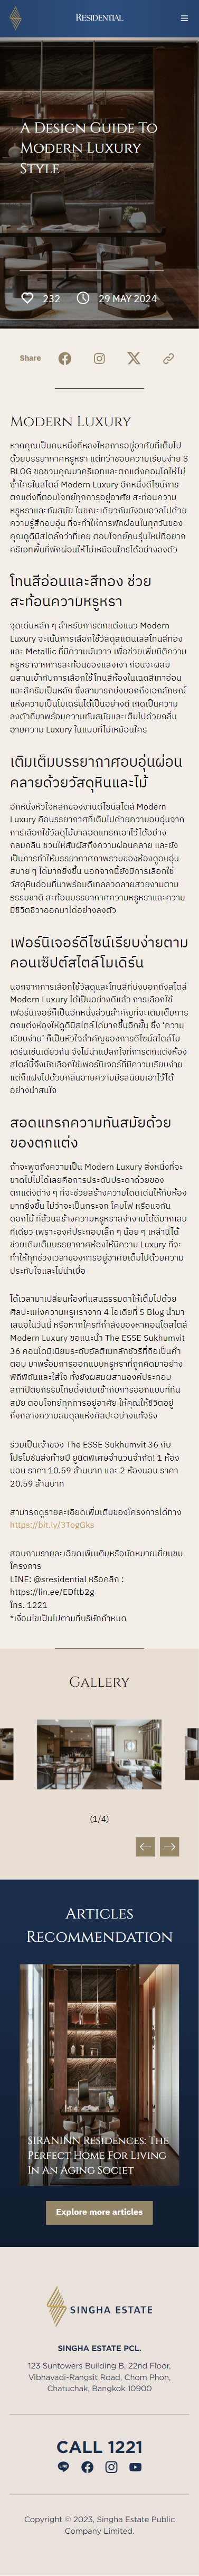 RESIDENTIAL
A DESIGN GUIDE TO
MODERN LUXURY
STYLE
232
29 MAY 2024
Share
MODERN LUXURY
หากคุณเป็นคนหนึ่งที่หลงใหลการอยู่อาศัยที่เต็มไป
ด้วยบรรยากาศหรูหรา แต่ทว่าชอบความเรียบง่าย S
BLOG ขอชวนคุณมาครีเอทและตกแต่งคอนโดให้ไม่
ซ้ำใครในสไตล์ Modern Luxury อีกหนึ่งดีไซน์การ
ตกแต่งที่ตอบโจทย์ทุกการอยู่อาศัย สะท้อนความ
หรูหราและทันสมัย ในขณะเดียวกันยังอบอวลไปด้วย
ความรู้สึกอบอุ่น ที่จะทำให้การพักผ่อนในทุกวันของ
คุณดูดีมีสไตล์กว่าที่เคย ตอบโจทย์คนรุ่นใหม่ที่อยาก
ครีเอทพื้นที่พักผ่อนให้ไม่เหมือนใครได้อย่างลงตัว
โทนสีอ่อนและสีทอง ช่วย
สะท้อนความหรูหรา
จุดเด่นหลัก ๆ สำหรับการตกแต่งแนว Modern
Luxury จะเน้นการเลือกใช้วัสดุสแตนเลสโทนสีทอง
และ Metallic ที่มีความมันวาว เพื่อช่วยเพิ่มมิติความ
หรูหราจากการสะท้อนของแสงเงา ก่อนจะผสม
ผสานเข้ากับการเลือกใช้โทนสีห้องในเฉดสีเทาอ่อน
และสีครีมเป็นหลัก ซึ่งสามารถบ่งบอกถึงเอกลักษณ์
แห่งความเป็นโมเดิร์นได้เป็นอย่างดี เกิดเป็นความ
ลงตัวที่มาพร้อมความทันสมัยและเต็มไปด้วยกลิ่น
อายความ Luxury ในแบบที่ไม่เหมือนใคร
เติมเต็มบรรยากาศอบอุ่นผ่อน
คลายด้วยวัสดุหินและไม้
อีกหนึ่งหัวใจหลักของงานดีไซน์สไตล์ Modern
Luxury คือบรรยากาศที่เต็มไปด้วยความอบอุ่นจาก
การเลือกใช้วัสดุไม้มาสอดแทรกเอาไว้ได้อย่าง
กลมกลืน ชวนให้สัมผัสถึงความผ่อนคลาย และยัง
เป็นการทำให้บรรยากาศภาพรวมของห้องดูอบอุ่น
สบาย ๆ ได้มากยิ่งขึ้น นอกจากนี้ยังมีการเลือกใช้
วัสดุหินอ่อนที่มาพร้อมดีเทลลวดลายสวยงามตาม
ธรรมชาติ สะท้อนบรรยากาศความหรูหราและความ
มีชีวิตชีวาออกมาได้อย่างลงตัว
เฟอร์นิเจอร์ดีไซน์เรียบง่ายตาม
คอนเซ็ปต์สไตล์โมเดิร์น
นอกจากการเลือกใช้วัสดุและโทนสีที่บ่งบอกถึงสไตล์
Modern Luxury ได้เป็นอย่างดีแล้ว การเลือกใช้
เฟอร์นิเจอร์ก็เป็นอีกหนึ่งส่วนสำคัญที่จะเติมเต็มการ
ตกแต่งห้องให้ดูดีมีสไตล์ได้มากขึ้นอีกขั้น ซึ่ง ‘ความ
เรียบง่าย’ ก็เป็นหัวใจสำคัญของการดีไซน์สไตล์โม
เดิร์นเช่นเดียวกัน จึงไม่น่าแปลกใจที่การตกแต่งห้อง
สไตล์นี้จึงมักเลือกใช้เฟอร์นิเจอร์ที่มีความเรียบง่าย
แต่ก็แฝงไปด้วยกลิ่นอายความมีรสนิยมเอาไว้ได้
อย่างน่าสนใจ
สอดแทรกความทันสมัยด้วย
ของตกแต่ง
ถ้าจะพูดถึงความเป็น Modern Luxury สิ่งหนึ่งที่จะ
ขาดไปไม่ได้เลยคือการประดับประดาด้วยของ
ตกแต่งต่าง ๆ ที่จะช่วยสร้างความโดดเด่นให้กับห้อง
มากยิ่งขึ้น ไม่ว่าจะเป็นกระจก โคมไฟ หรือแจกัน
ดอกไม้ ที่ล้วนสร้างความหรูหราสง่างามได้ดีมากเลย
ทีเดียว เพราะองค์ประกอบเล็ก ๆ น้อย ๆ เหล่านี้ได้
ช่วยเติมเต็มบรรยากาศห้องให้มีความ Luxury ที่จะ
ทำให้ทุกช่วงเวลาของการอยู่อาศัยเต็มไปด้วยความ
ประทับใจและไม่น่าเบื่อ
ได้เวลามาเปลี่ยนห้องที่แสนธรรมดาให้เต็มไปด้วย
ศิลปะแห่งความหรูหราจาก 4 ไอเดียที่ S Blog นำมา
เสนอในวันนี้ หรือหากใครที่กำลังมองหาคอนโดสไตล์
Modern Luxury ขอแนะนำ The ESSE Sukhumvit
36 คอนโดมิเนียมระดับอัลติเมทลักชัวรีที่ถือเป็นคำ
ตอบ มาพร้อมการออกแบบหรูหราที่ถูกคิดมาอย่าง
พิถีพิถันและใส่ใจ ทั้งยังผสมผสานองค์ประกอบ
สถาปัตยกรรมไทยดั้งเดิมเข้ากับการออกแบบที่ทัน
สมัย ตอบโจทย์ทุกการอยู่อาศัย ให้คุณให้ชีวิตอยู่
ถึงกลางความสมดุลแห่งศิลปะอย่างแท้จริง
ร่วมเป็นเจ้าของ The ESSE Sukhumvit 36 กับ
โปรโมชันส่งท้ายปี ยูนิตพิเศษจำนวนจำกัด! 1 ห้อง
นอน ราคา 10.59 ล้านบาท และ 2 ห้องนอน ราคา
20.59 ล้านบาท
สามารถดูรายละเอียดเพิ่มเติมของโครงการได้ทาง
https://bit.ly/3TogGks
สอบถามรายละเอียดเพิ่มเติมหรือนัดหมายเยี่ยมชม
โครงการ
LINE: @sresidential หรือคลิก :
https://lin.ee/EDftb2g
โทร. 1221
*เงื่อนไขเป็นไปตามที่บริษัทกำหนด
GALLERY
(1/4)
ARTICLES
RECOMMENDATION
SIRANINN RESIDENCES: THE
PERFECT HOME FOR LIVING
IN AN AGING SOCIET
Explore more articles
SINGHA ESTATE
SINGHA ESTATE PCL.
123 Suntowers Building B, 22nd Floor,
Vibhavadi-Rangsit Road, Chom Phon,
Chatuchak, Bangkok 10900
CALL 1221
Copyright © 2023, Singha Estate Public
Company Limited.